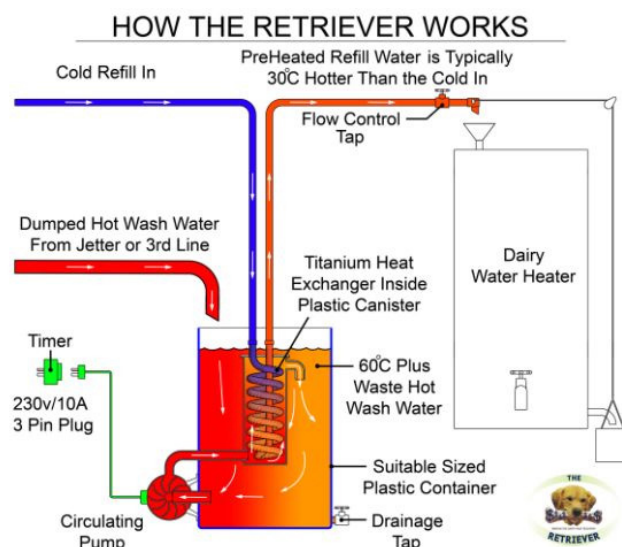 HOW THE RETRIEVER WORKS
Cold Refill In
PreHeated Refill Water is Typically
30°C Hotter Than the Cold In
Flow Control
Tap
Dumped Hot Wash Water
From Jetter or 3rd Line
Titanium Heat
Exchanger Inside
Plastic Canister
Dairy
Water Heater
Timer
230v/10A
3 Pin Plug
60°C Plus
Waste Hot
Wash Water
Suitable Sized
Plastic Container
Circulating
Pump
Drainage
Tap
THE
RETRIEVER